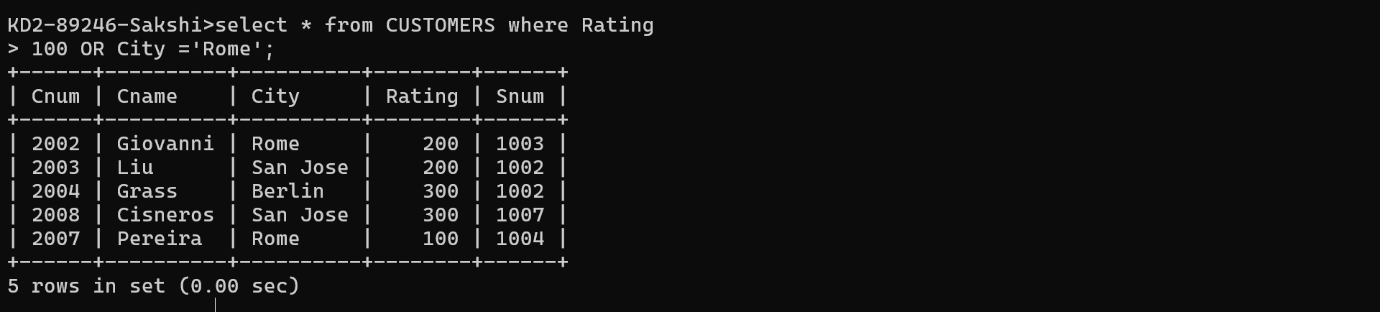 KD2-89246-Sakshi>select * from CUSTOMERS where Rating
> 100 OR City ='Rome';
+------+----------+----------+--------+------+
| Cnum | Cname    | City     | Rating | Snum |
+------+----------+----------+--------+------+
| 2002 | Giovanni | Rome     |    200 | 1003 |
| 2003 | Liu      | San Jose |    200 | 1002 |
| 2004 | Grass    | Berlin   |    300 | 1002 |
| 2008 | Cisneros | San Jose |    300 | 1007 |
| 2007 | Pereira  | Rome     |    100 | 1004 |
+------+----------+----------+--------+------+
5 rows in set (0.00 sec)